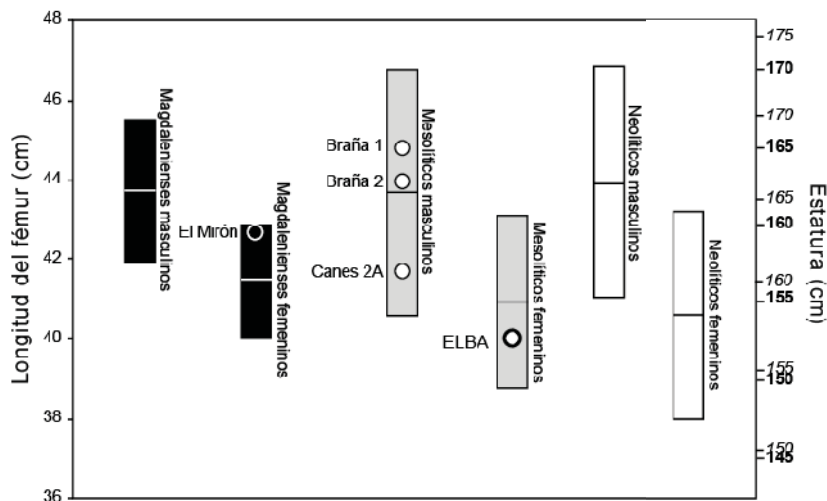 48
46
44
42
40
38
36
Longitud del fémur (cm)
Magdalenienses masculinos
El Mirón
Magdalenienses femeninos
Braña 1
Braña 2
Canes 2A
Mesolíticos masculinos
ELBA
Mesolíticos femeninos
Neolíticos masculinos
Neolíticos femeninos
175
170
170
165
165
160
160
155
155
150
150
145
Estatura (cm)